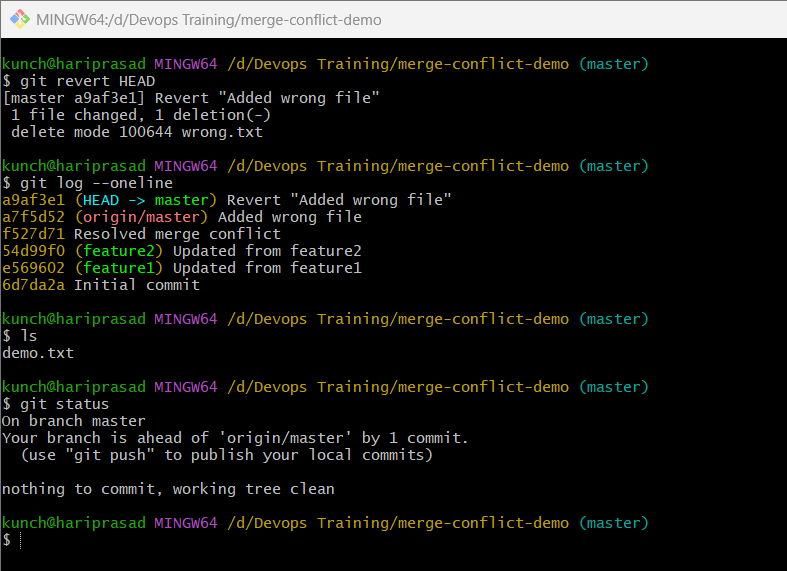 MINGW64:/d/Devops Training/merge-conflict-demo
kunch@hariprasad MINGW64 /d/Devops Training/merge-conflict-demo (master)
$ git revert HEAD
[master a9af3e1] Revert "Added wrong file"
 1 file changed, 1 deletion(-)
 delete mode 100644 wrong.txt
kunch@hariprasad MINGW64 /d/Devops Training/merge-conflict-demo (master)
$ git log --oneline
a9af3e1 (HEAD -> master) Revert "Added wrong file"
a7f5d52 (origin/master) Added wrong file
f527d71 Resolved merge conflict
54d99f0 (feature2) Updated from feature2
e569602 (feature1) Updated from feature1
6d7da2a Initial commit
kunch@hariprasad MINGW64 /d/Devops Training/merge-conflict-demo (master)
$ ls
demo.txt
kunch@hariprasad MINGW64 /d/Devops Training/merge-conflict-demo (master)
$ git status
On branch master
Your branch is ahead of 'origin/master' by 1 commit.
  (use "git push" to publish your local commits)
nothing to commit, working tree clean
kunch@hariprasad MINGW64 /d/Devops Training/merge-conflict-demo (master)
$